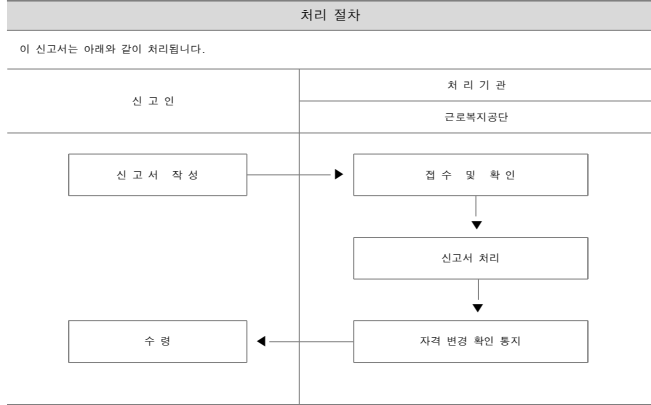 처리 절차
이 신고서는 아래와 같이 처리됩니다.
신 고 인
처 리 기 관
근로복지공단
신 고 서 작 성
접 수 및 확 인
신고서 처리
수 령
자격 변경 확인 통지